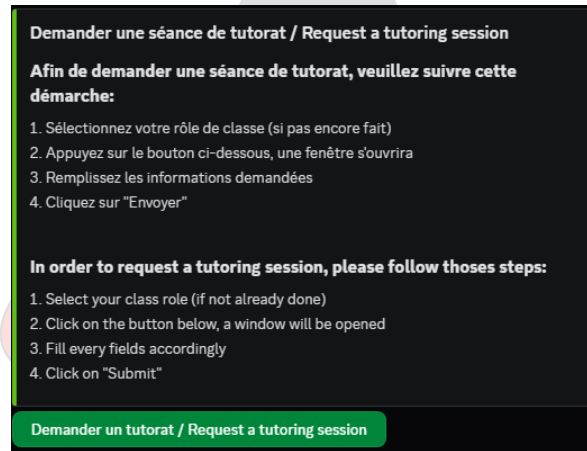 Demander une séance de tutorat / Request a tutoring session
Afin de demander une séance de tutorat, veuillez suivre cette
démarche:
1. Sélectionnez votre rôle de classe (si pas encore fait)
2. Appuyez sur le bouton ci-dessous, une fenêtre s'ouvrira
3. Remplissez les informations demandées
4. Cliquez sur "Envoyer"
In order to request a tutoring session, please follow thoses steps:
1. Select your class role (if not already done)
2. Click on the button below, a window will be opened
3. Fill every fields accordingly
4. Click on "Submit"
Demander un tutorat / Request a tutoring session